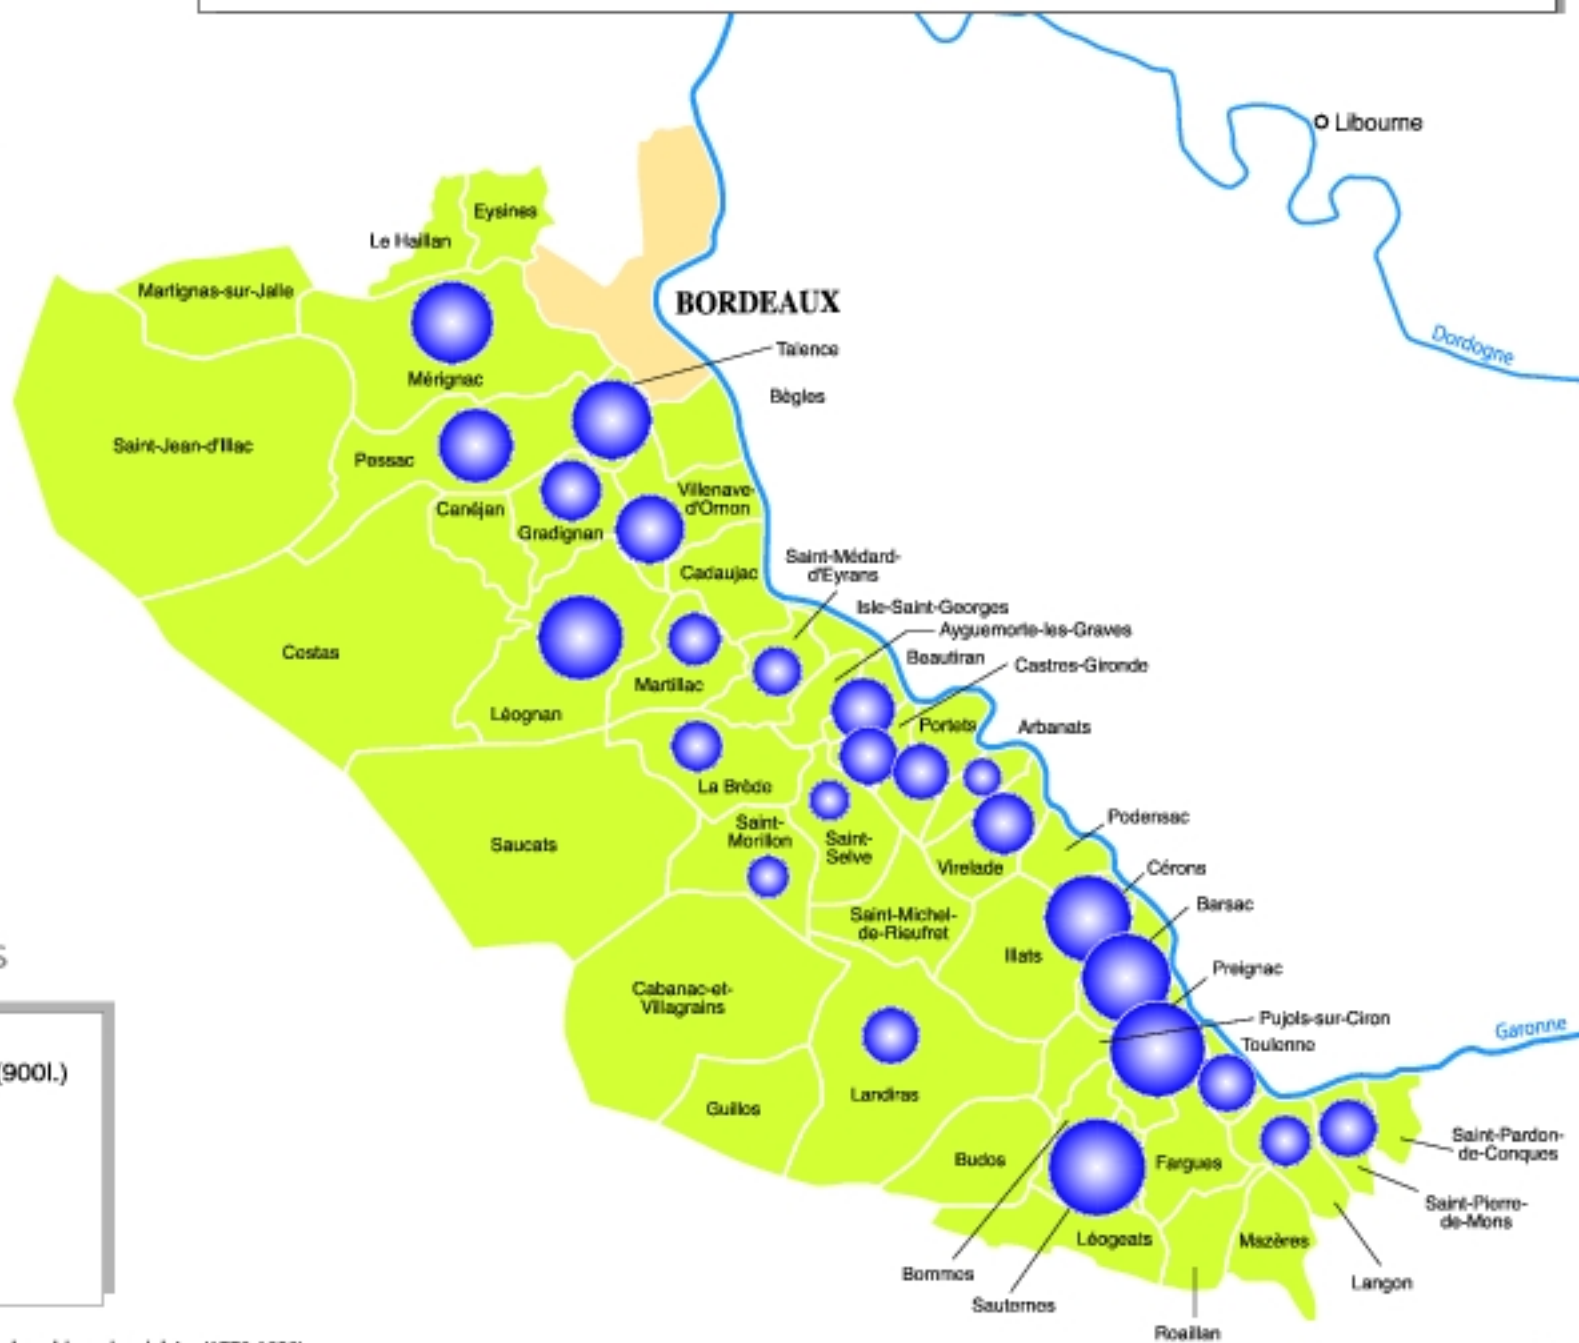 Libourne
Eysines
Le Haillan
Martignas-sur-Jalle
BORDEAUX
Dordogne
Talence
Mérignac
Bègles
Saint-Jean-d'Illac
Pessac
Villenave-
d'Ornon
Canéjan
Gradignan
Saint-Médard-
d'Eyrans
Cadaujac
Isle-Saint-Georges
Ayguemorte-les-Graves
Cestas
Beautiran
Castres-Gironde
Martillac
Léognan
Portets
Arbanats
La Brède
Podensac
Saint-
Morillon
Saucats
Saint-
Selve
Virelade
Cérons
Barsac
Saint-Michel-
de-Rieufret
Illats
S
Preignac
Cabanac-et-
Villagrains
Pujols-sur-Ciron
Garonne
Toulenne
(900l.)
Landiras
Guillos
Saint-Pardon-
de-Conques
Budos
Fargues
Saint-Pierre-
de-Mons
Léogeats
Mazères
Bommes
Langon
Sauternes
Roaillan